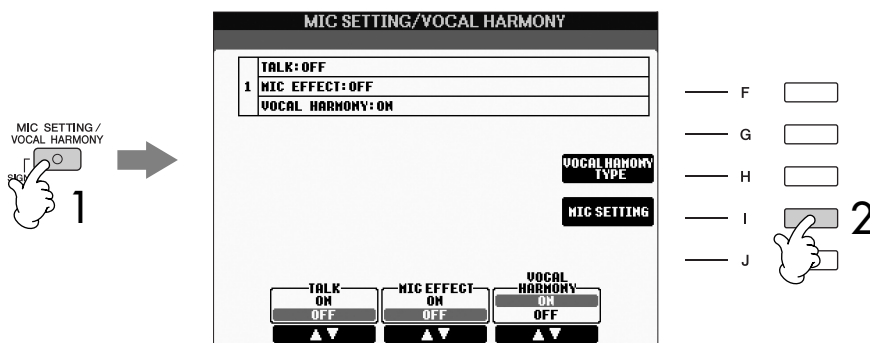 MIC SETTING/VOCAL HARMONY
TALK:OFF
1 MIC EFFECT:OFF
VOCAL HARMONY:ON
MIC SETTING /
VOCAL HARMONY
1
VOCAL HAMONY
TYPE
MIC SETTING
F
G
H
I
2
J
TALK
ON
OFF
MIC EFFECT
ON
OFF
VOCAL
HARMONY
ON
OFF